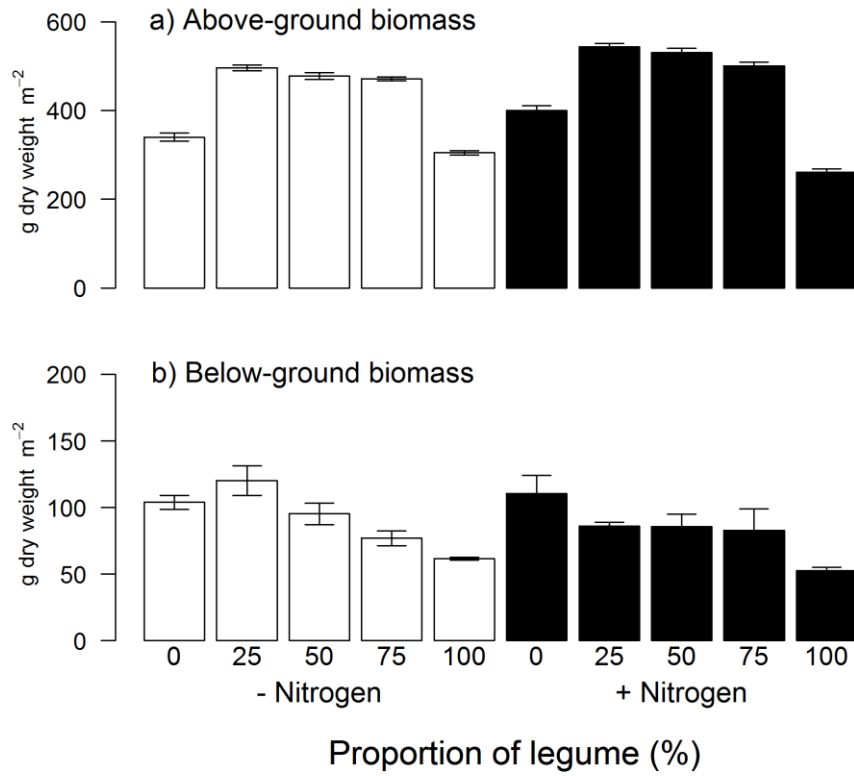 a) Above-ground biomass
600
400
200
0
g dry weight m⁻²
b) Below-ground biomass
200
150
100
50
0
g dry weight m⁻²
0 25 50 75 100 0 25 50 75 100
- Nitrogen + Nitrogen
Proportion of legume (%)